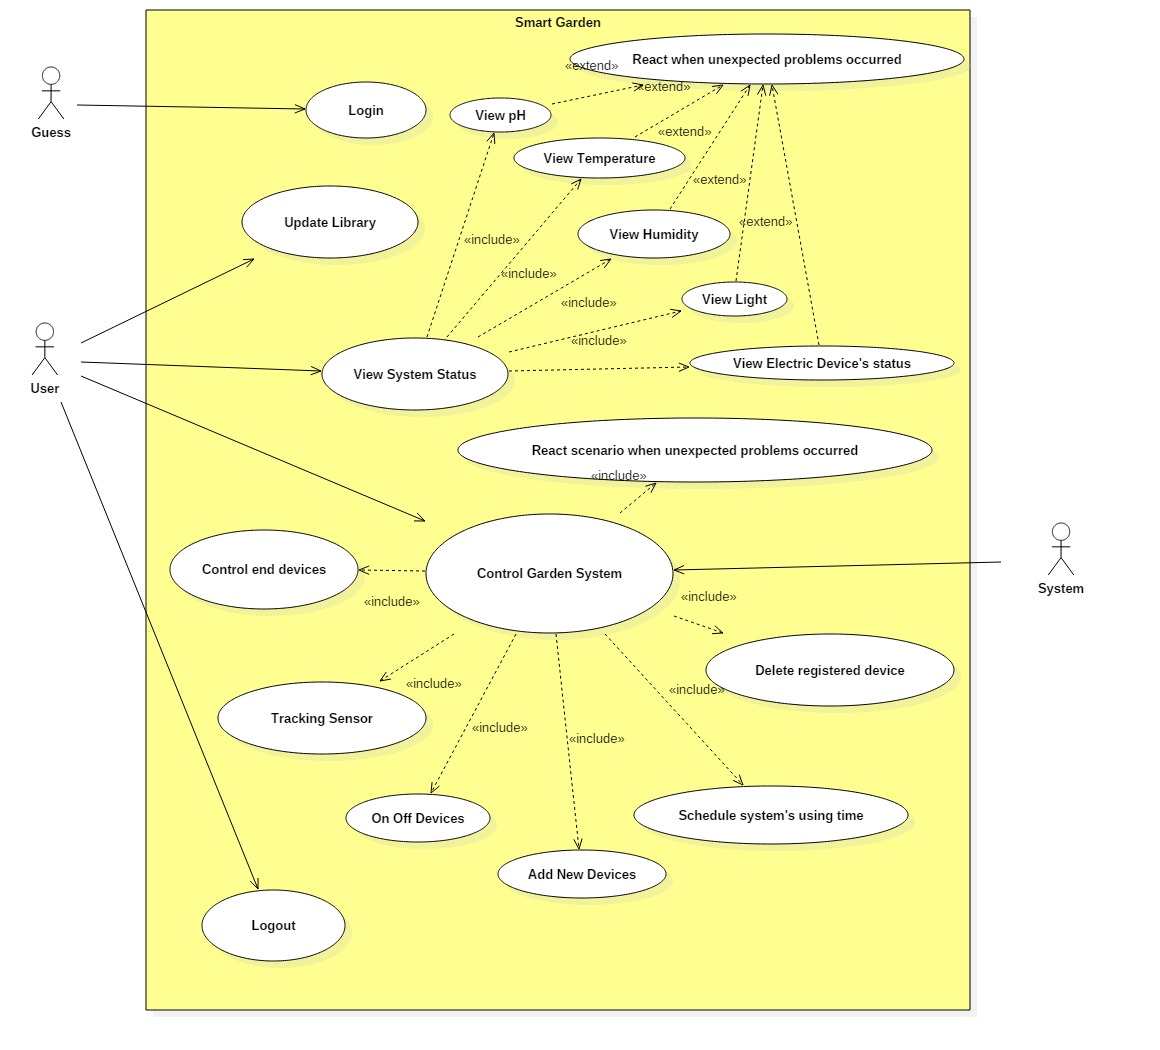 Smart Garden
React when unexpected problems occurred
«extend»
«extend»
Login
View pH
Guess
«extend»
View Temperature
«extend»
Update Library
«extend»
View Humidity
«include»
«include»
View Light
«include»
«include»
View Electric Device's status
View System Status
User
React scenario when unexpected problems occurred
«include»
Control end devices
Control Garden System
System
«include»
«include»
Delete registered device
«include»
«include»
Tracking Sensor
«include»
«include»
On Off Devices
Schedule system's using time
Add New Devices
Logout